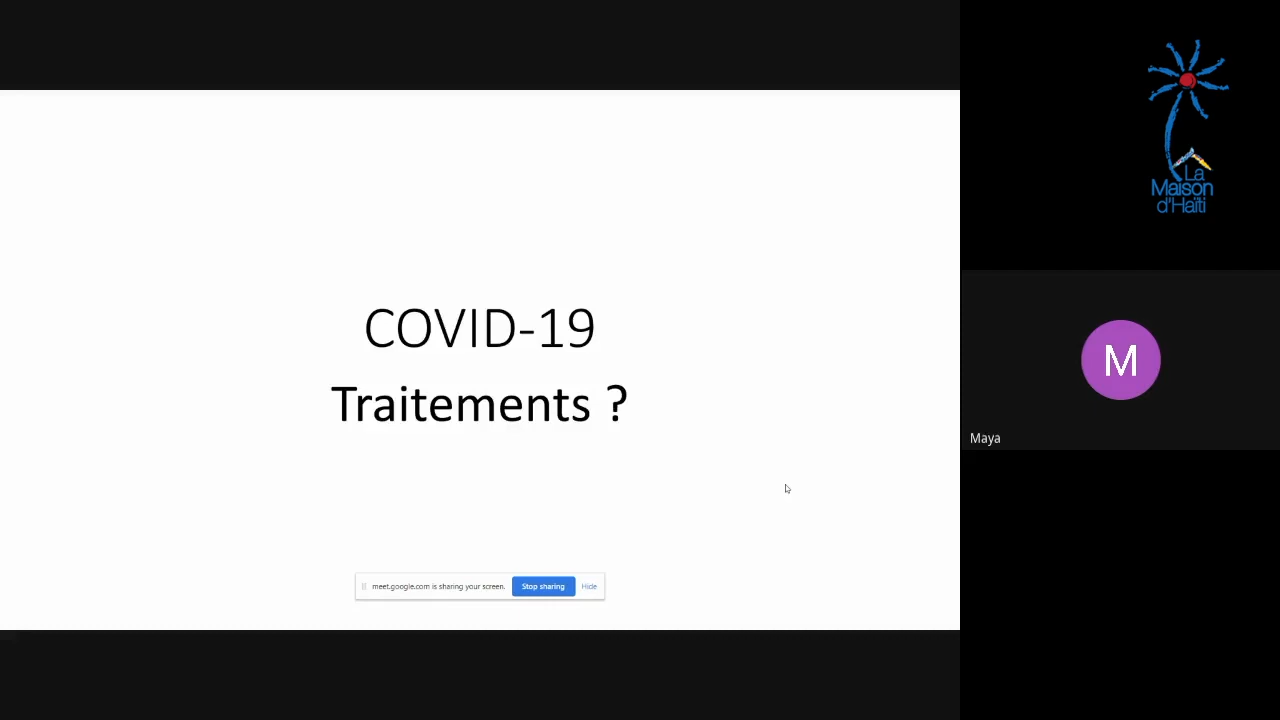 COVID-19
Traitements ?
meet.google.com is sharing your screen. Stop sharing Hide
La
Maison
d'Haïti
M
Maya